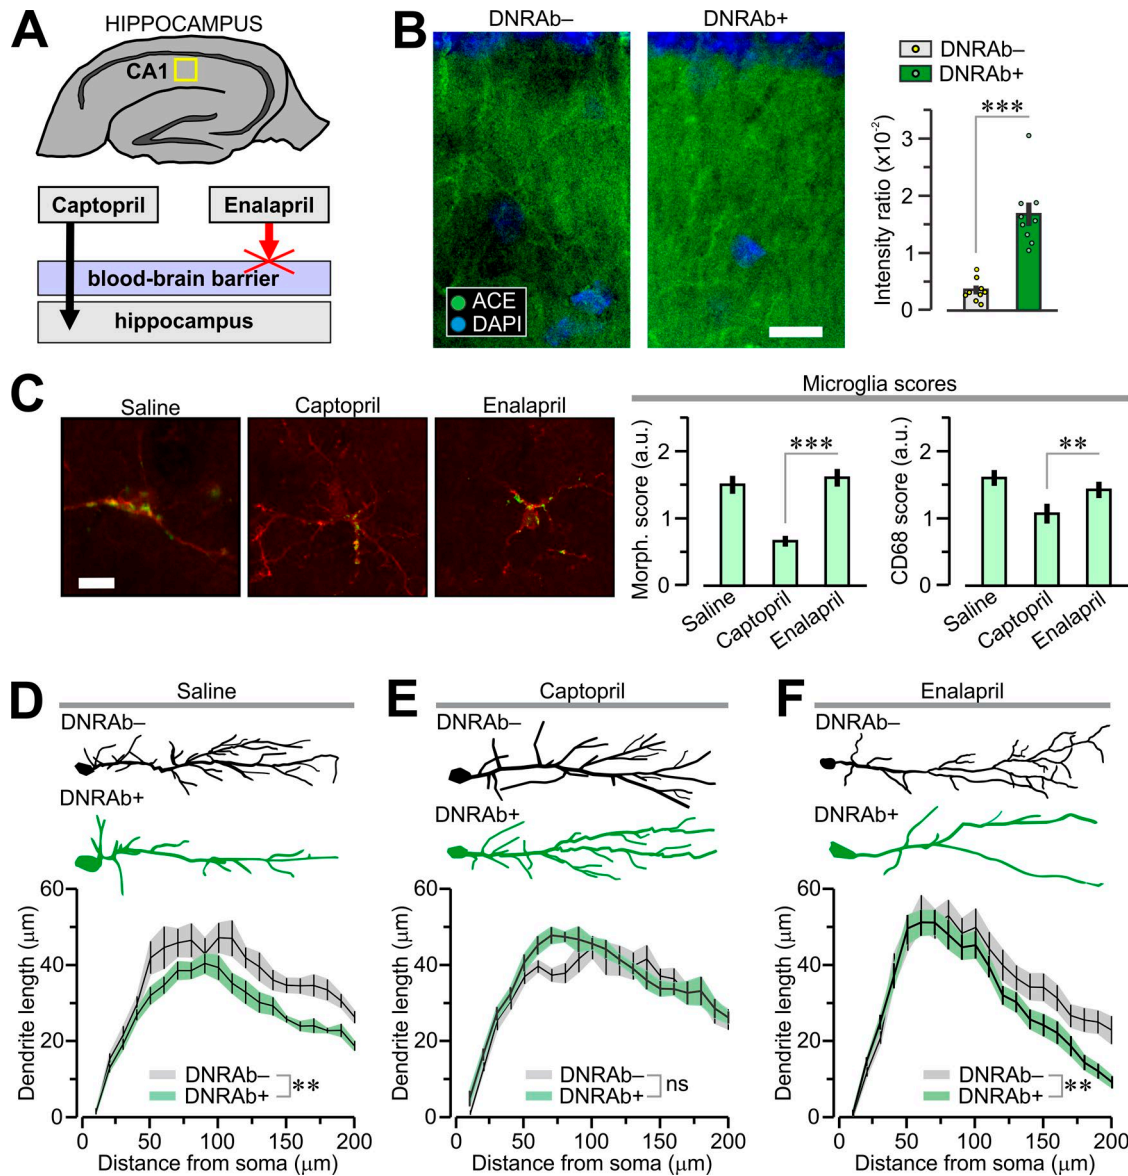 A
HIPPOCAMPUS
CA1
Captopril
Enalapril
blood-brain barrier
hippocampus
B
DNRAb–
DNRAb+
ACE
DAPI
DNRAb–
DNRAb+
***
Intensity ratio (x10⁻²)
3
2
1
0
C
Saline
Captopril
Enalapril
Microglia scores
Morph. score (a.u.)
2
1
0
***
Saline
Captopril
Enalapril
CD68 score (a.u.)
2
1
0
**
Saline
Captopril
Enalapril
D
Saline
DNRAb–
DNRAb+
Dendrite length (μm)
60
40
20
0
DNRAb–
DNRAb+
**
0
50
100
150
200
Distance from soma (μm)
E
Captopril
DNRAb–
DNRAb+
Dendrite length (μm)
60
40
20
0
DNRAb–
DNRAb+
ns
0
50
100
150
200
Distance from soma (μm)
F
Enalapril
DNRAb–
DNRAb+
Dendrite length (μm)
60
40
20
0
DNRAb–
DNRAb+
**
0
50
100
150
200
Distance from soma (μm)